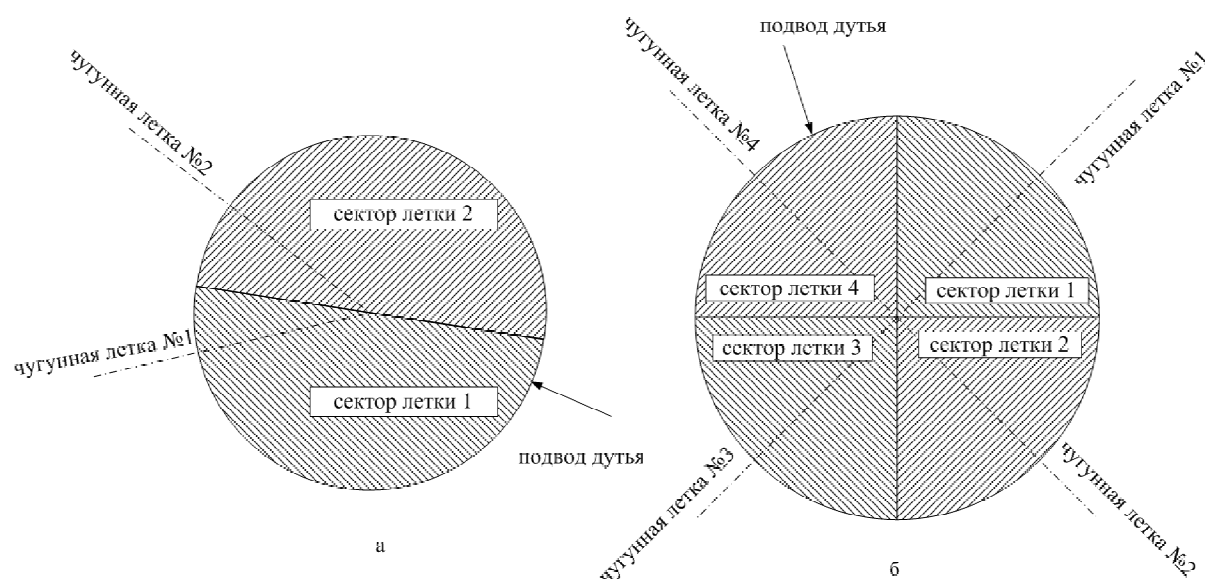 чугунная летка №2
сектор летки 2
чугунная летка №1
сектор летки 1
подвод дутья
а
подвод дутья
чугунная летка №4
чугунная летка №1
сектор летки 4
сектор летки 1
сектор летки 3
сектор летки 2
чугунная летка №3
чугунная летка №2
б